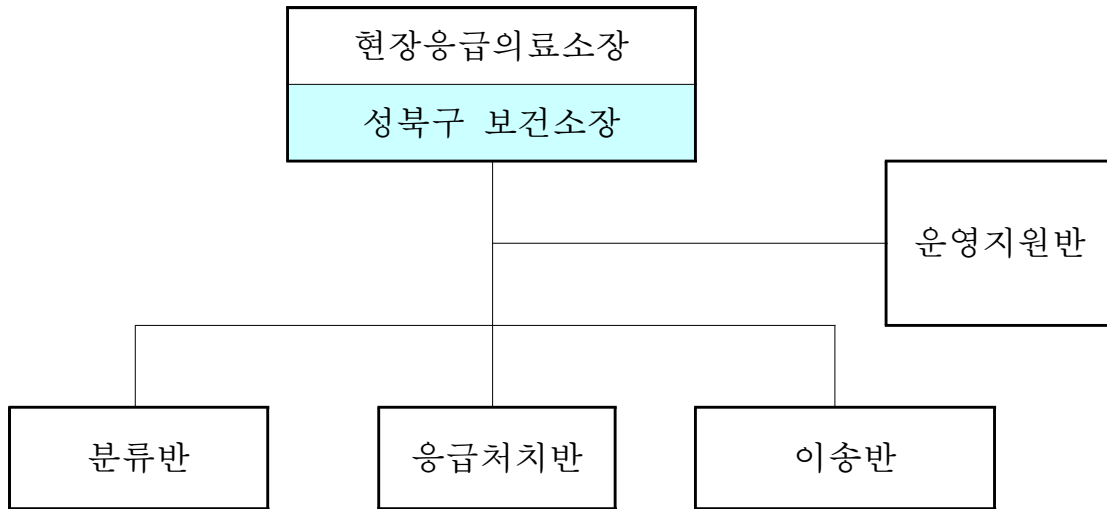 현장응급의료소장
성북구 보건소장
운영지원반
분류반
응급처치반
이송반